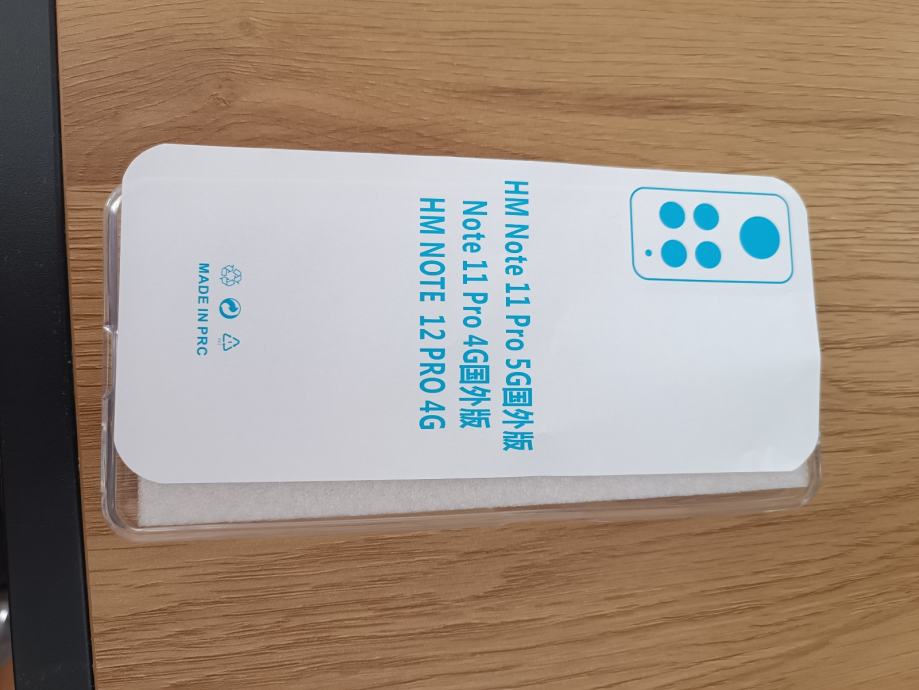 HM Note 11 Pro 5G国外版
Note 11 Pro 4G国外版
HM NOTE 12 PRO 4G
MADE IN PRC